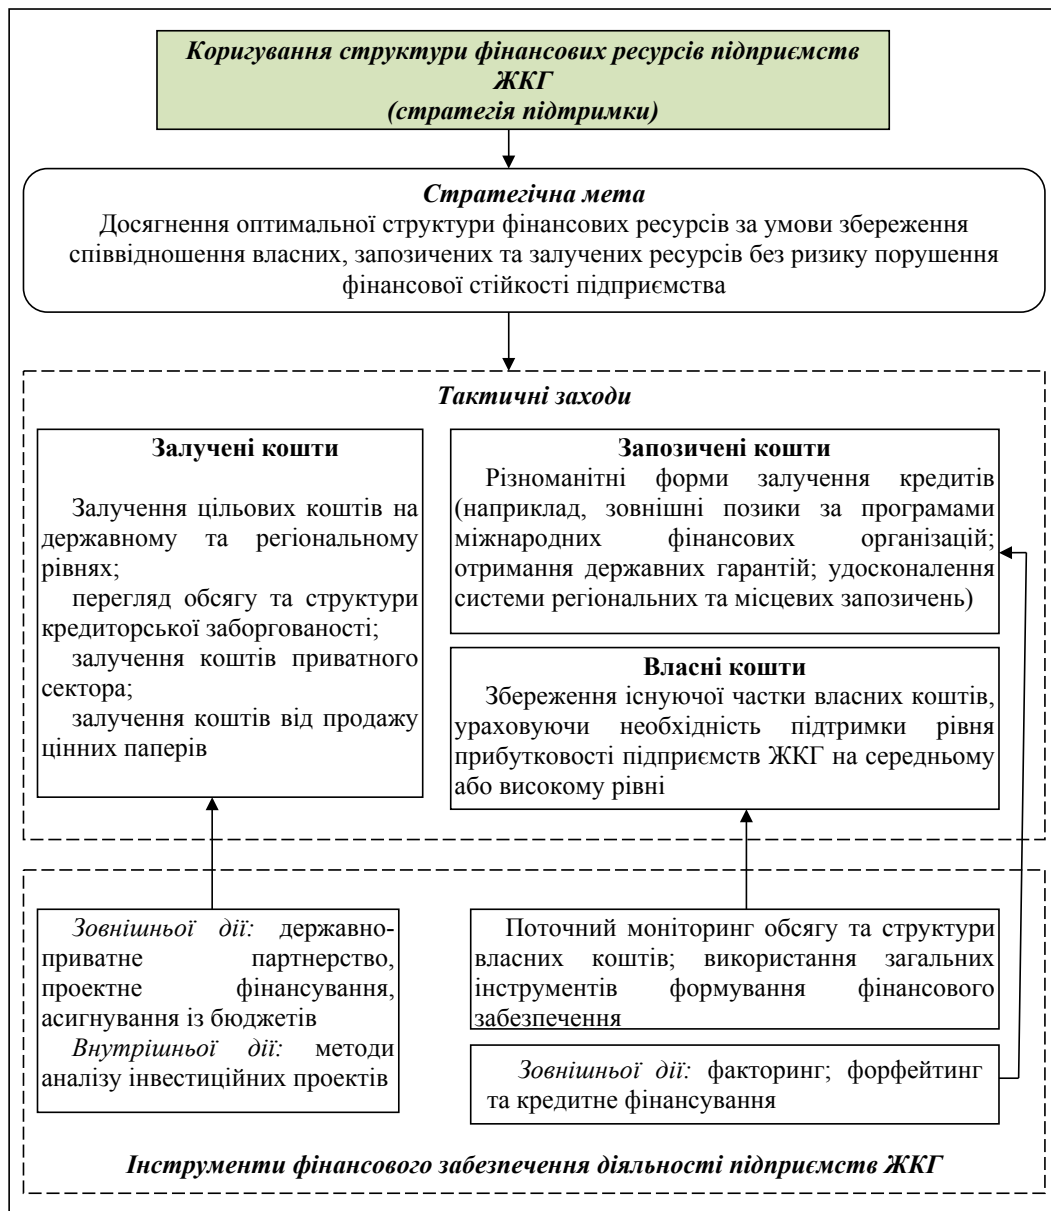 Коригування структури фінансових ресурсів підприємств
ЖКГ
(стратегія підтримки)
Стратегічна мета
Досягнення оптимальної структури фінансових ресурсів за умови збереження
співвідношення власних, запозичених та залучених ресурсів без ризику порушення
фінансової стійкості підприємства
Тактичні заходи
Залучені кошти
Залучення цільових коштів на
державному та регіональному
рівнях;
перегляд обсягу та структури
кредиторської заборгованості;
залучення коштів приватного
сектора;
залучення коштів від продажу
цінних паперів
Запозичені кошти
Різноманітні форми залучення кредитів
(наприклад, зовнішні позики за програмами
міжнародних фінансових організацій;
отримання державних гарантій; удосконалення
системи регіональних та місцевих запозичень)
Власні кошти
Збереження існуючої частки власних коштів,
ураховуючи необхідність підтримки рівня
прибутковості підприємств ЖКГ на середньому
або високому рівні
Зовнішньої дії: державно-
приватне партнерство,
проектне фінансування,
асигнування із бюджетів
Внутрішньої дії: методи
аналізу інвестиційних проектів
Поточний моніторинг обсягу та структури
власних коштів; використання загальних
інструментів формування фінансового
забезпечення
Зовнішньої дії: факторинг; форфейтинг
та кредитне фінансування
Інструменти фінансового забезпечення діяльності підприємств ЖКГ